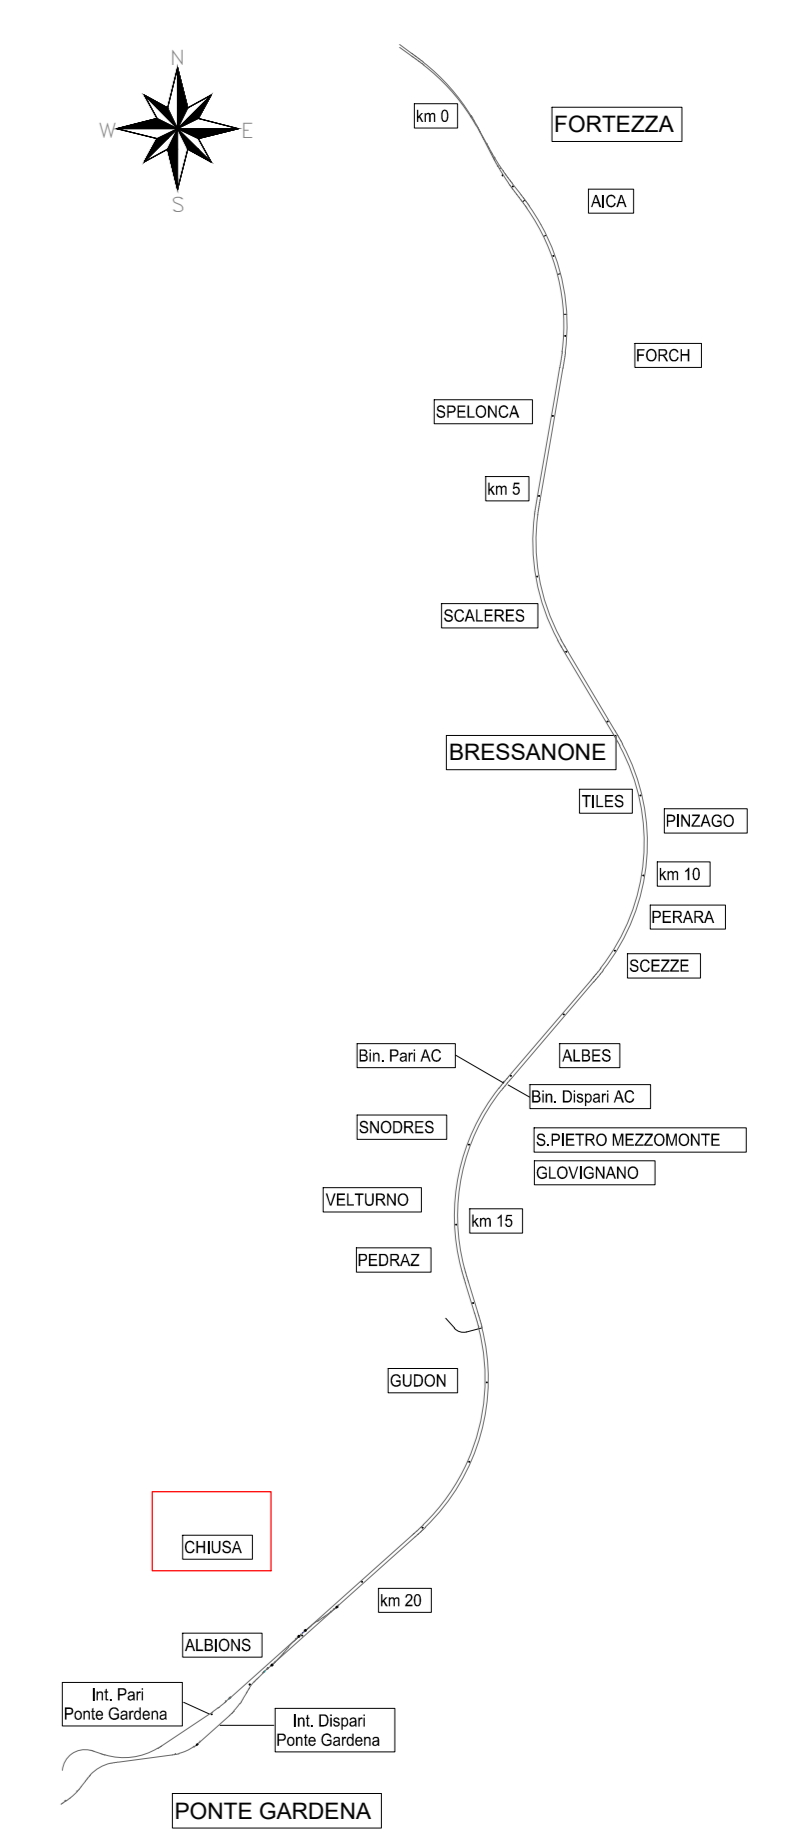 N
W
E
S
km 0
FORTEZZA
AICA
FORCH
SPELONCA
km 5
SCALERES
BRESSANONE
TILES
PINZAGO
km 10
PERARA
SCEZZE
Bin. Pari AC
ALBES
Bin. Dispari AC
SNODRES
S.PIETRO MEZZOMONTE
GLOVIGNANO
VELTURNO
km 15
PEDRAZ
GUDON
CHIUSA
km 20
ALBIONS
Int. Pari
Ponte Gardena
Int. Dispari
Ponte Gardena
PONTE GARDENA